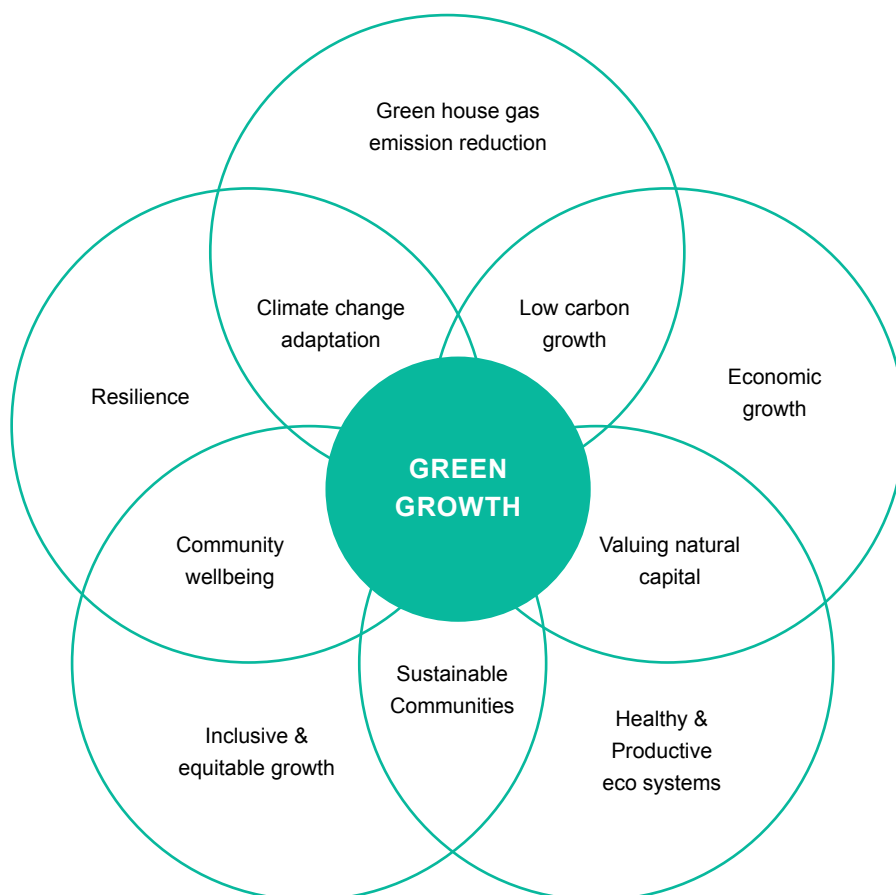 Green house gas
emission reduction
Climate change
adaptation
Low carbon
growth
Resilience
Economic
growth
GREEN
GROWTH
Community
wellbeing
Valuing natural
capital
Sustainable
Communities
Inclusive &
equitable growth
Healthy &
Productive
eco systems